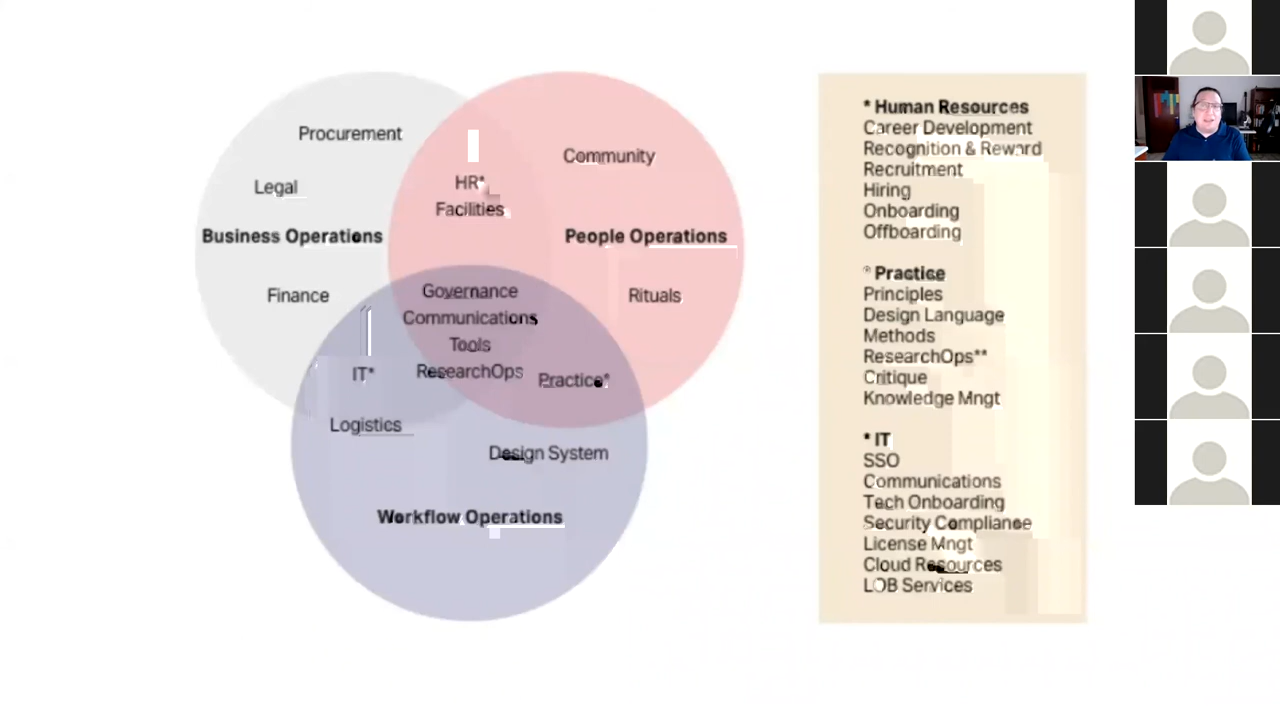 Procurement
Legal
Business Operations
Finance
HR*
Facilities
Community
People Operations
Rituals
Governance
Communications
Tools
ResearchOps
Practice*
IT*
Logistics
Design System
Workflow Operations
* Human Resources
Career Development
Recognition & Reward
Recruitment
Hiring
Onboarding
Offboarding
* Practice
Principles
Design Language
Methods
ResearchOps**
Critique
Knowledge Mngt
* IT
SSO
Communications
Tech Onboarding
Security Compliance
License Mngt
Cloud Resources
LOB Services